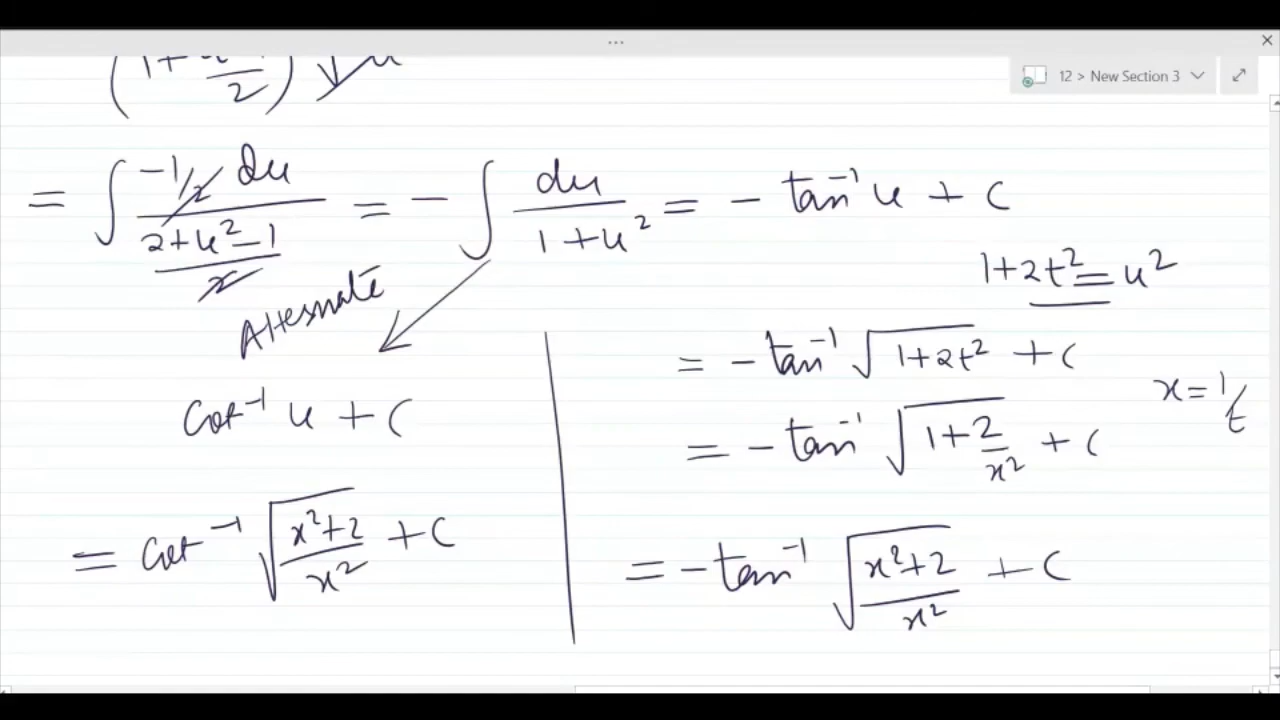 ...
12 > New Section 3
= ∫ (-1/2 du)/((2+u²-1)/2) = - ∫ du/(1+u²) = - tan⁻¹ u + C
1+2t² = u²
Alternate
= - tan⁻¹ √(1+2t²) + C
x = 1/t
Cot⁻¹ u + C
= - tan⁻¹ √(1+2/x²) + C
= Cot⁻¹ √((x²+2)/x²) + C
= - tan⁻¹ √((x²+2)/x²) + C